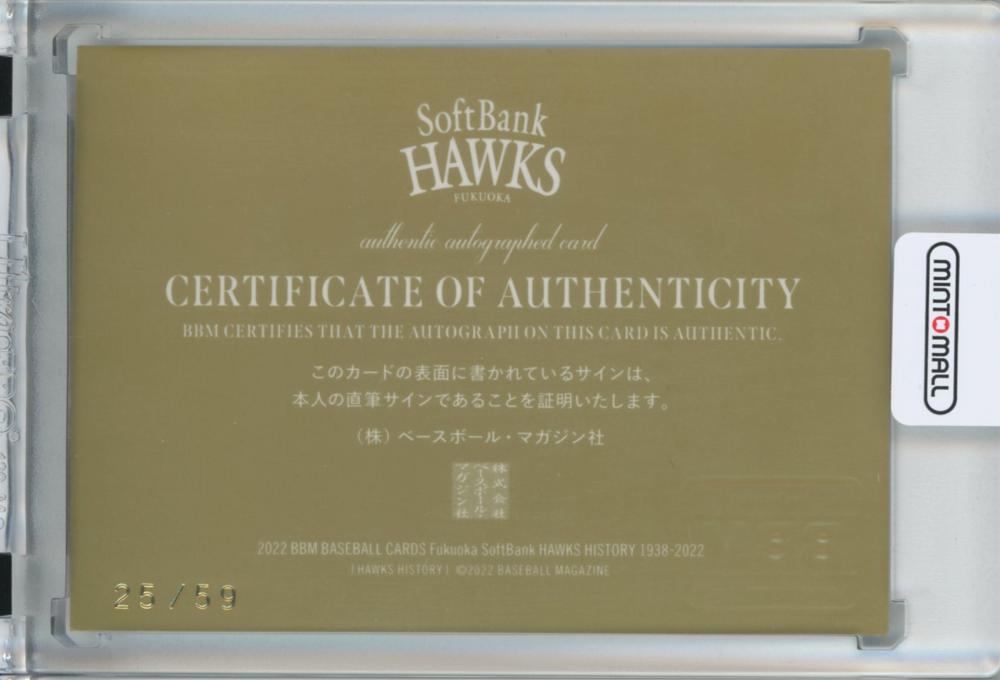 SoftBank
HAWKS
FUKUOKA
authentic autographed card
CERTIFICATE OF AUTHENTICITY
BBM CERTIFIES THAT THE AUTOGRAPH ON THIS CARD IS AUTHENTIC.
このカードの表面に書かれているサインは、
本人の直筆サインであることを証明いたします。
（株）ベースボール・マガジン社
株式会社
ベースボール・
マガジン社
2022 BBM BASEBALL CARDS Fukuoka SoftBank HAWKS HISTORY 1938-2022
[HAWKS HISTORY] ©2022 BASEBALL MAGAZINE
25/59
MINT MALL